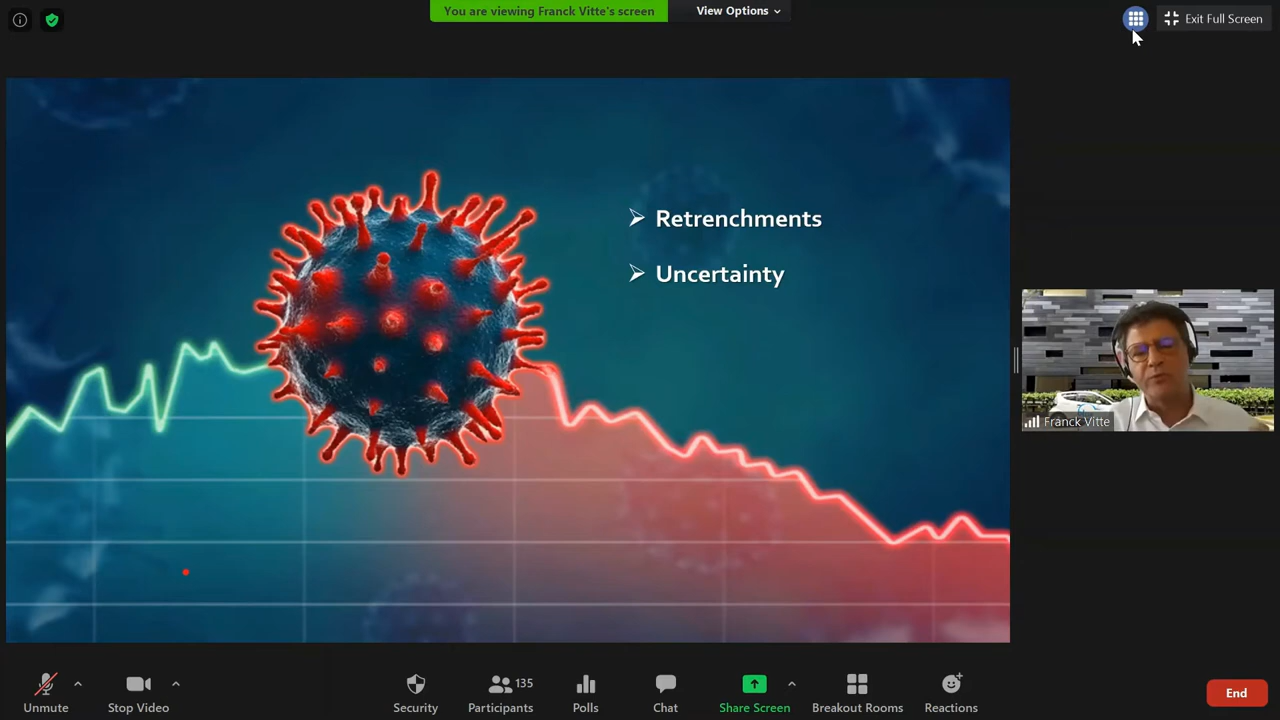 You are viewing Franck Vitte's screen
View Options
Exit Full Screen
Retrenchments
Uncertainty
Franck Vitte
Unmute
Stop Video
Security
135
Participants
Polls
Chat
Share Screen
Breakout Rooms
Reactions
End